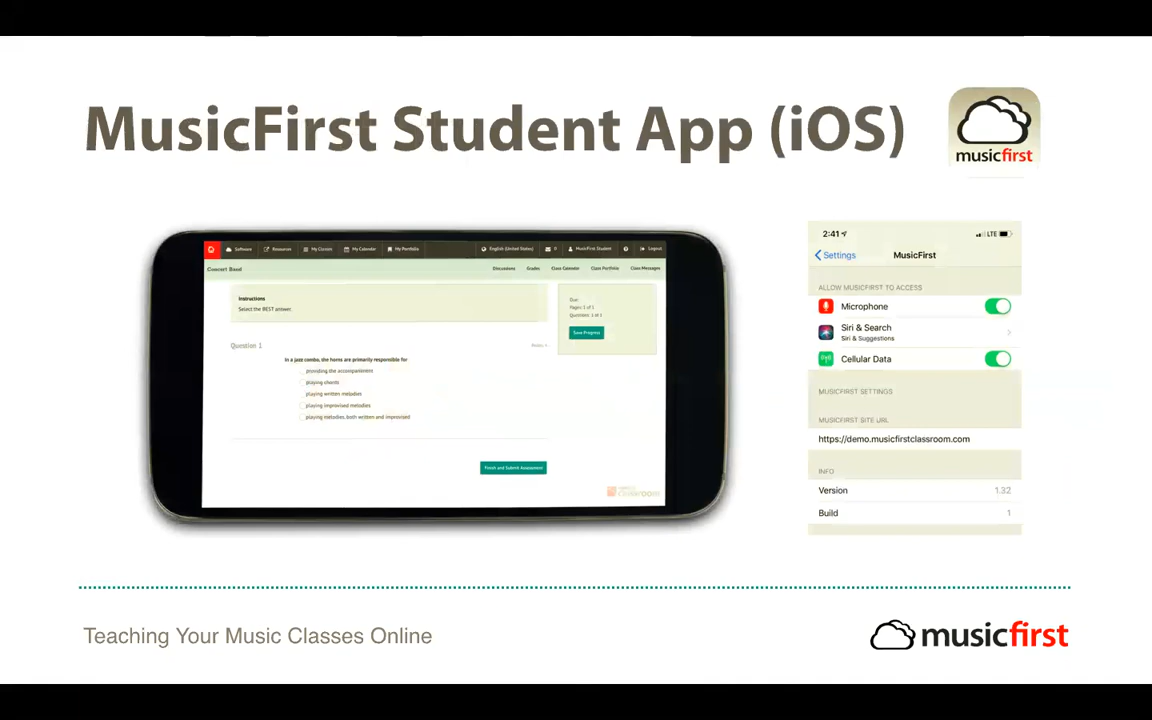 MusicFirst Student App (iOS)
musicfirst
Software Resources My Classes My Calendar My Portfolio English (United States) 0 MusicFirst Student Logout
Concert Band Discussions Grades Class Calendar Class Portfolio Class Messages
Instructions
Select the BEST answer.
Due:
Pages: 1 of 1
Questions: 1 of 1
Save Progress
Question 1
In a jazz combo, the horns are primarily responsible for
providing the accompaniment
playing chords
playing written melodies
playing improvised melodies
playing melodies, both written and improvised
Finish and Submit Assessment
Classroom
2:41 LTE
Settings MusicFirst
ALLOW MUSICFIRST TO ACCESS
Microphone
Siri & Search
Siri & Suggestions
Cellular Data
MUSICFIRST SETTINGS
MUSICFIRST SITE URL
https://demo.musicfirstclassroom.com
INFO
Version 1.32
Build 1
Teaching Your Music Classes Online
musicfirst